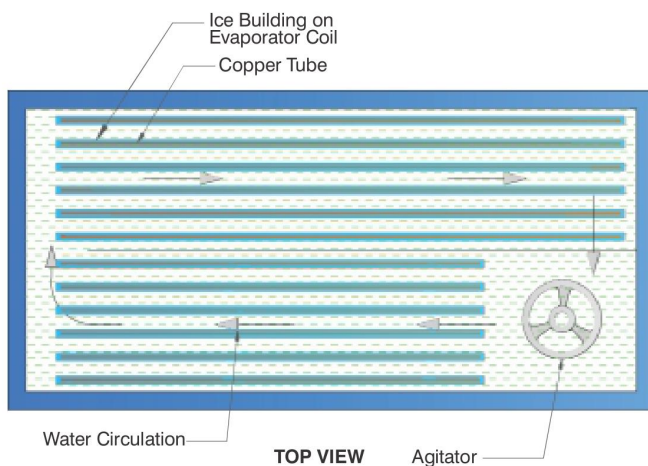 Ice Building on
Evaporator Coil
Copper Tube
Water Circulation
TOP VIEW
Agitator